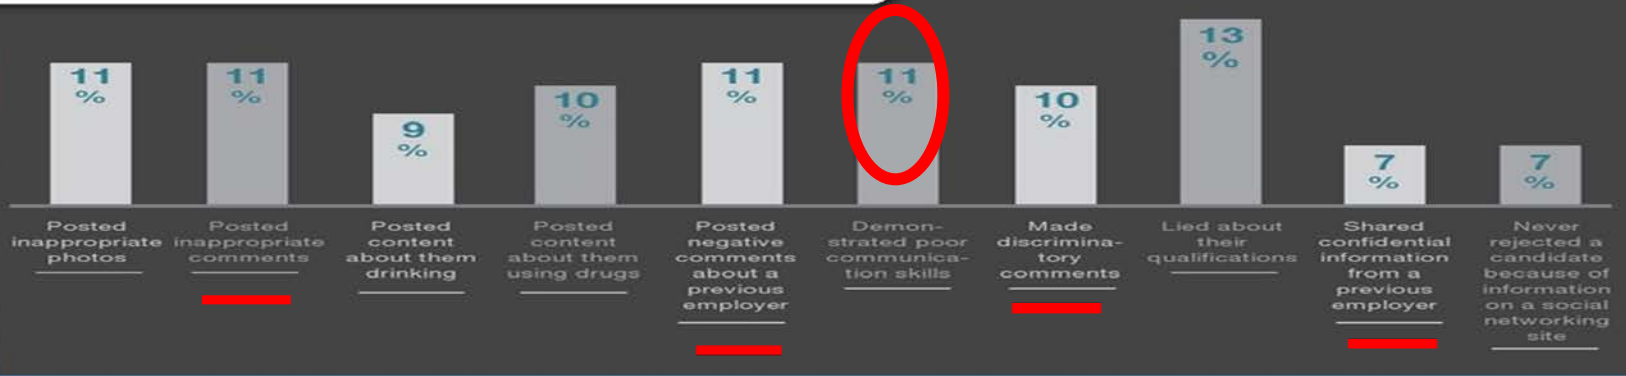 11
%
Posted
inappropriate
photos
11
%
Posted
inappropriate
comments
9
%
Posted
content
about them
drinking
10
%
Posted
content
about them
using drugs
11
%
Posted
negative
comments
about a
previous
employer
11
%
Demon-
strated poor
communica-
tion skills
10
%
Made
discrimina-
tory
comments
13
%
Lied about
their
qualifications
7
%
Shared
confidential
information
from a
previous
employer
7
%
Never
rejected a
candidate
because of
information
on a social
networking
site